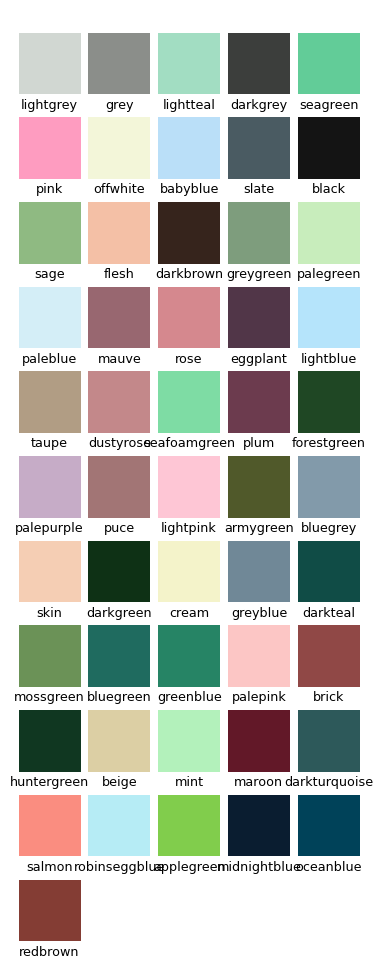 lightgrey grey lightteal darkgrey seagreen
pink offwhite babyblue slate black
sage flesh darkbrown greygreen palegreen
paleblue mauve rose eggplant lightblue
taupe dustyrose seafoamgreen plum forestgreen
palepurple puce lightpink armygreen bluegrey
skin darkgreen cream greyblue darkteal
mossgreen bluegreen greenblue palepink brick
huntergreen beige mint maroon darkturquoise
salmon robinseggblue applegreen midnightblue oceanblue
redbrown